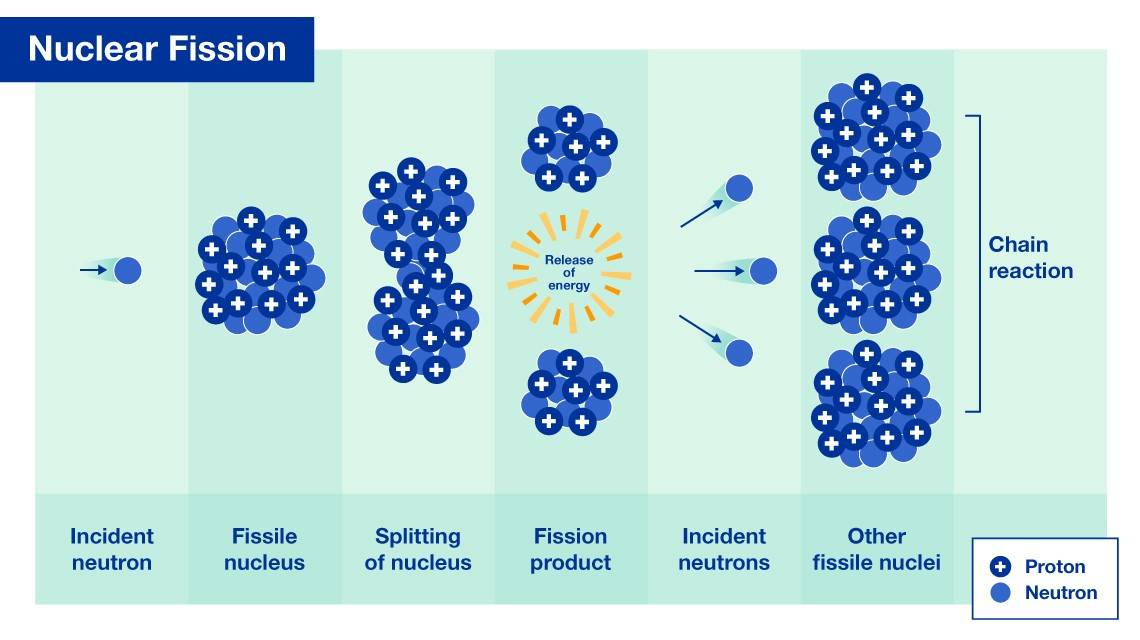 Nuclear Fission
Release
of
energy
Chain
reaction
Incident
neutron
Fissile
nucleus
Splitting
of nucleus
Fission
product
Incident
neutrons
Other
fissile nuclei
Proton
Neutron